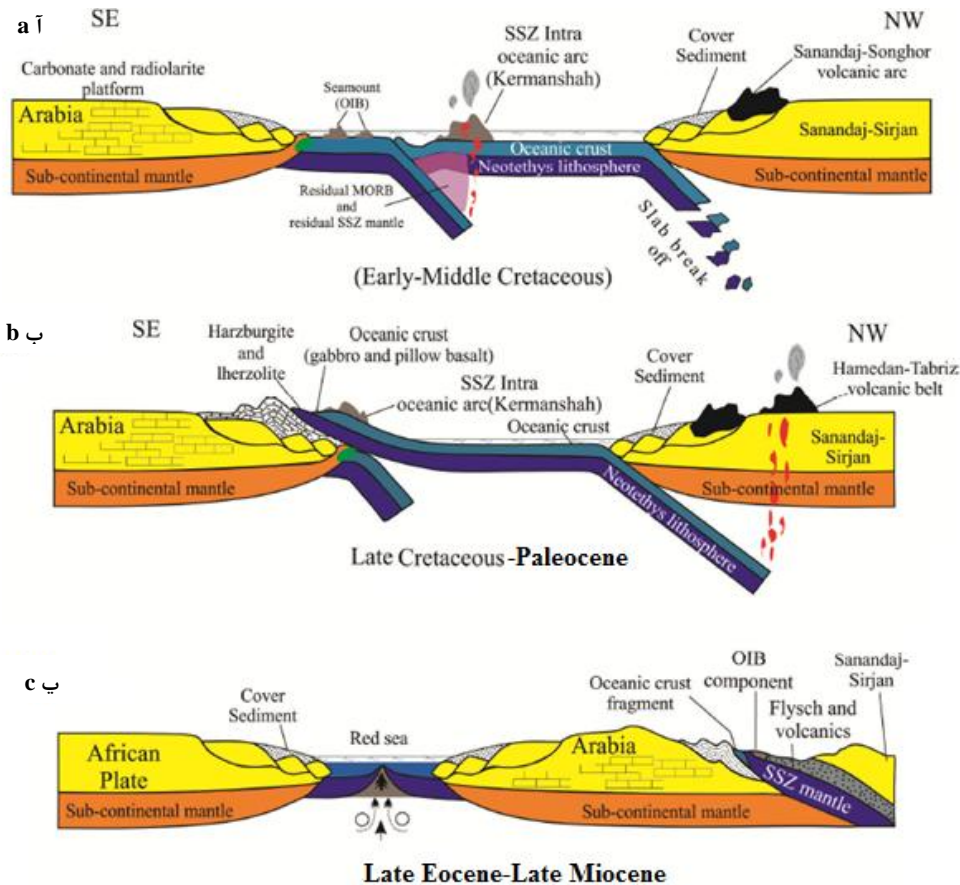 a آ
SE
NW
Carbonate and radiolarite
platform
Seamount
(OIB)
SSZ Intra
oceanic arc
(Kermanshah)
Cover
Sediment
Sanandaj-Songhor
volcanic arc
Arabia
Sanandaj-Sirjan
Oceanic crust
Neotethys lithosphere
Sub-continental mantle
Sub-continental mantle
Residual MORB
and
residual SSZ mantle
Slab break
off
(Early-Middle Cretaceous)
b ب
SE
NW
Harzburgite
and
lherzolite
Oceanic crust
(gabbro and pillow basalt)
SSZ Intra
oceanic arc(Kermanshah)
Oceanic crust
Cover
Sediment
Hamedan-Tabriz
volcanic belt
Arabia
Sanandaj-
Sirjan
Sub-continental mantle
Sub-continental mantle
Neotethys lithosphere
Late Cretaceous-Paleocene
c پ
Cover
Sediment
Red sea
Oceanic crust
fragment
OIB
component
Sanandaj-
Sirjan
Flysch and
volcanics
African
Plate
Arabia
SSZ mantle
Sub-continental mantle
Sub-continental mantle
Late Eocene-Late Miocene